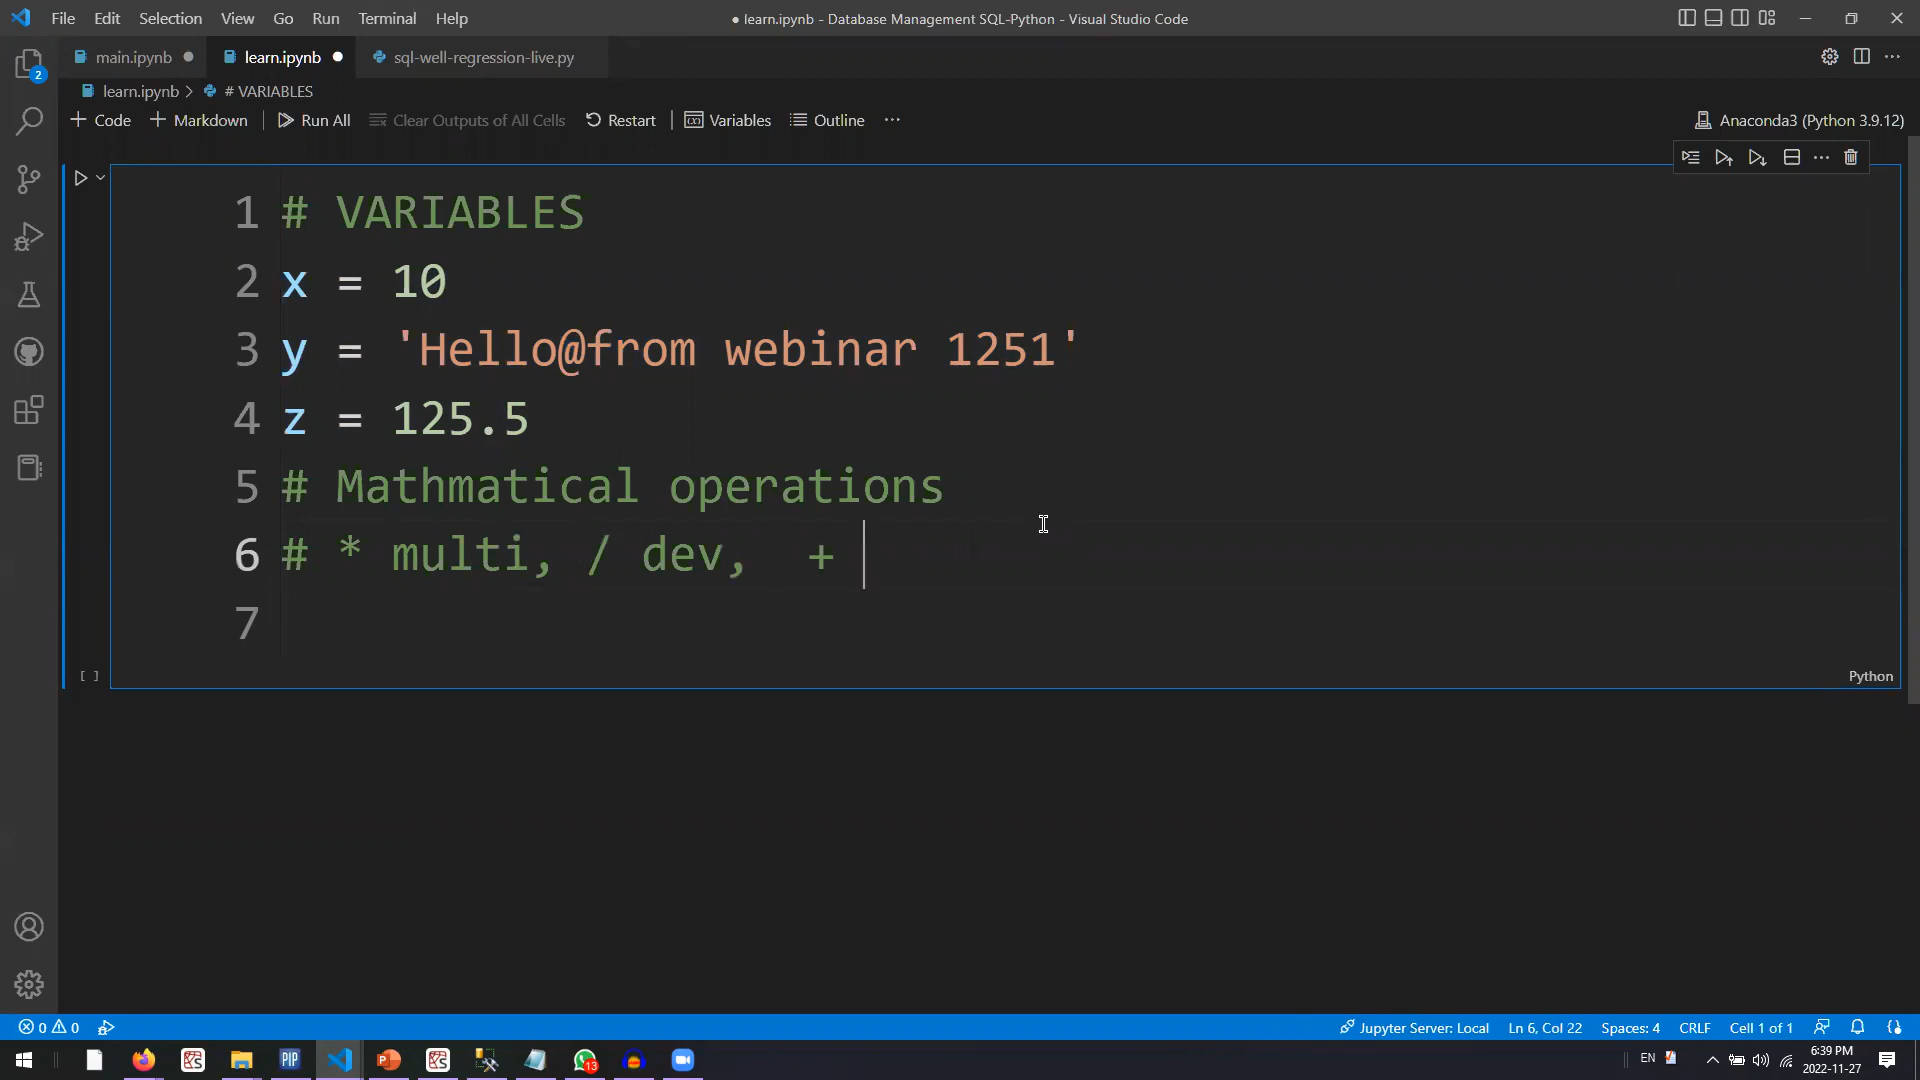 File Edit Selection View Go Run Terminal Help
● learn.ipynb - Database Management SQL-Python - Visual Studio Code
main.ipynb ● learn.ipynb ● sql-well-regression-live.py
learn.ipynb > # VARIABLES
+ Code + Markdown Run All Clear Outputs of All Cells Restart Variables Outline ···
Anaconda3 (Python 3.9.12)
2
1 # VARIABLES
2 x = 10
3 y = 'Hello@from webinar 1251'
4 z = 125.5
5 # Mathmatical operations
6 # * multi, / dev,  +
7
[ ]
Python
0 0
Jupyter Server: Local Ln 6, Col 22 Spaces: 4 CRLF Cell 1 of 1
PIP
13
EN
6:39 PM
2022-11-27